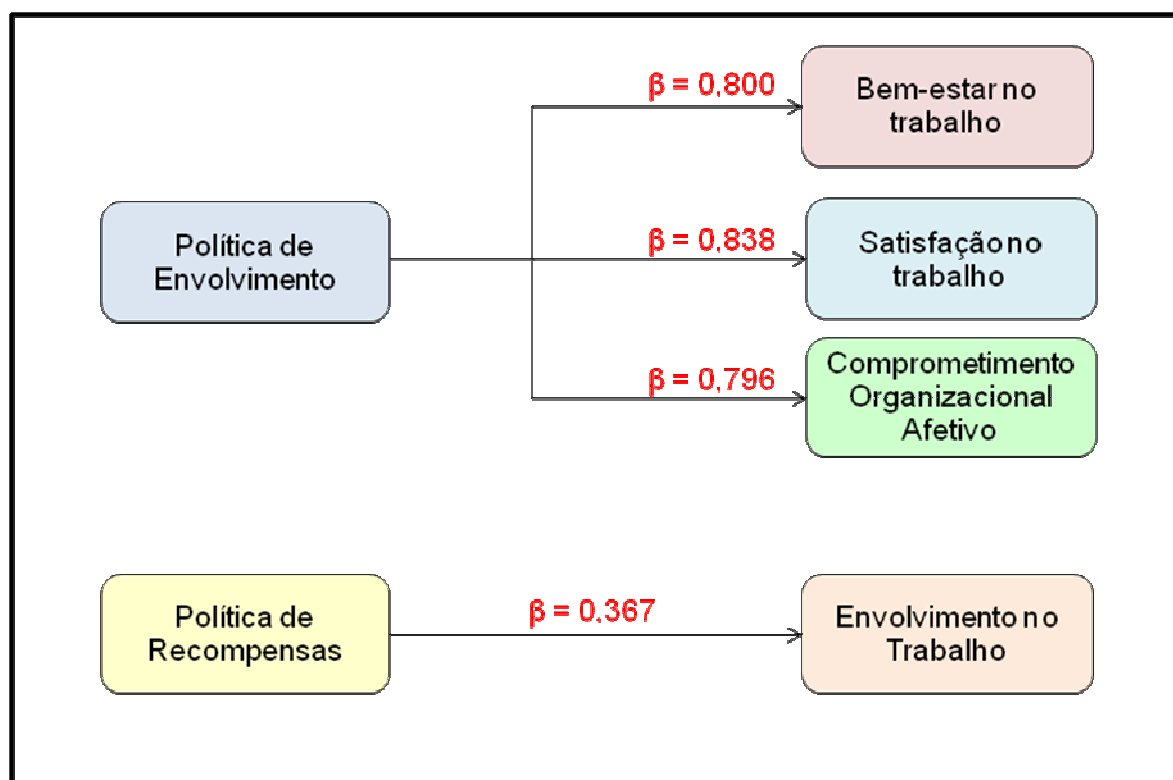 β = 0,800
Bem-estar no
trabalho
Política de
Envolvimento
β = 0,838
Satisfação no
trabalho
β = 0,796
Comprometimento
Organizacional
Afetivo
Política de
Recompensas
β = 0,367
Envolvimento no
Trabalho